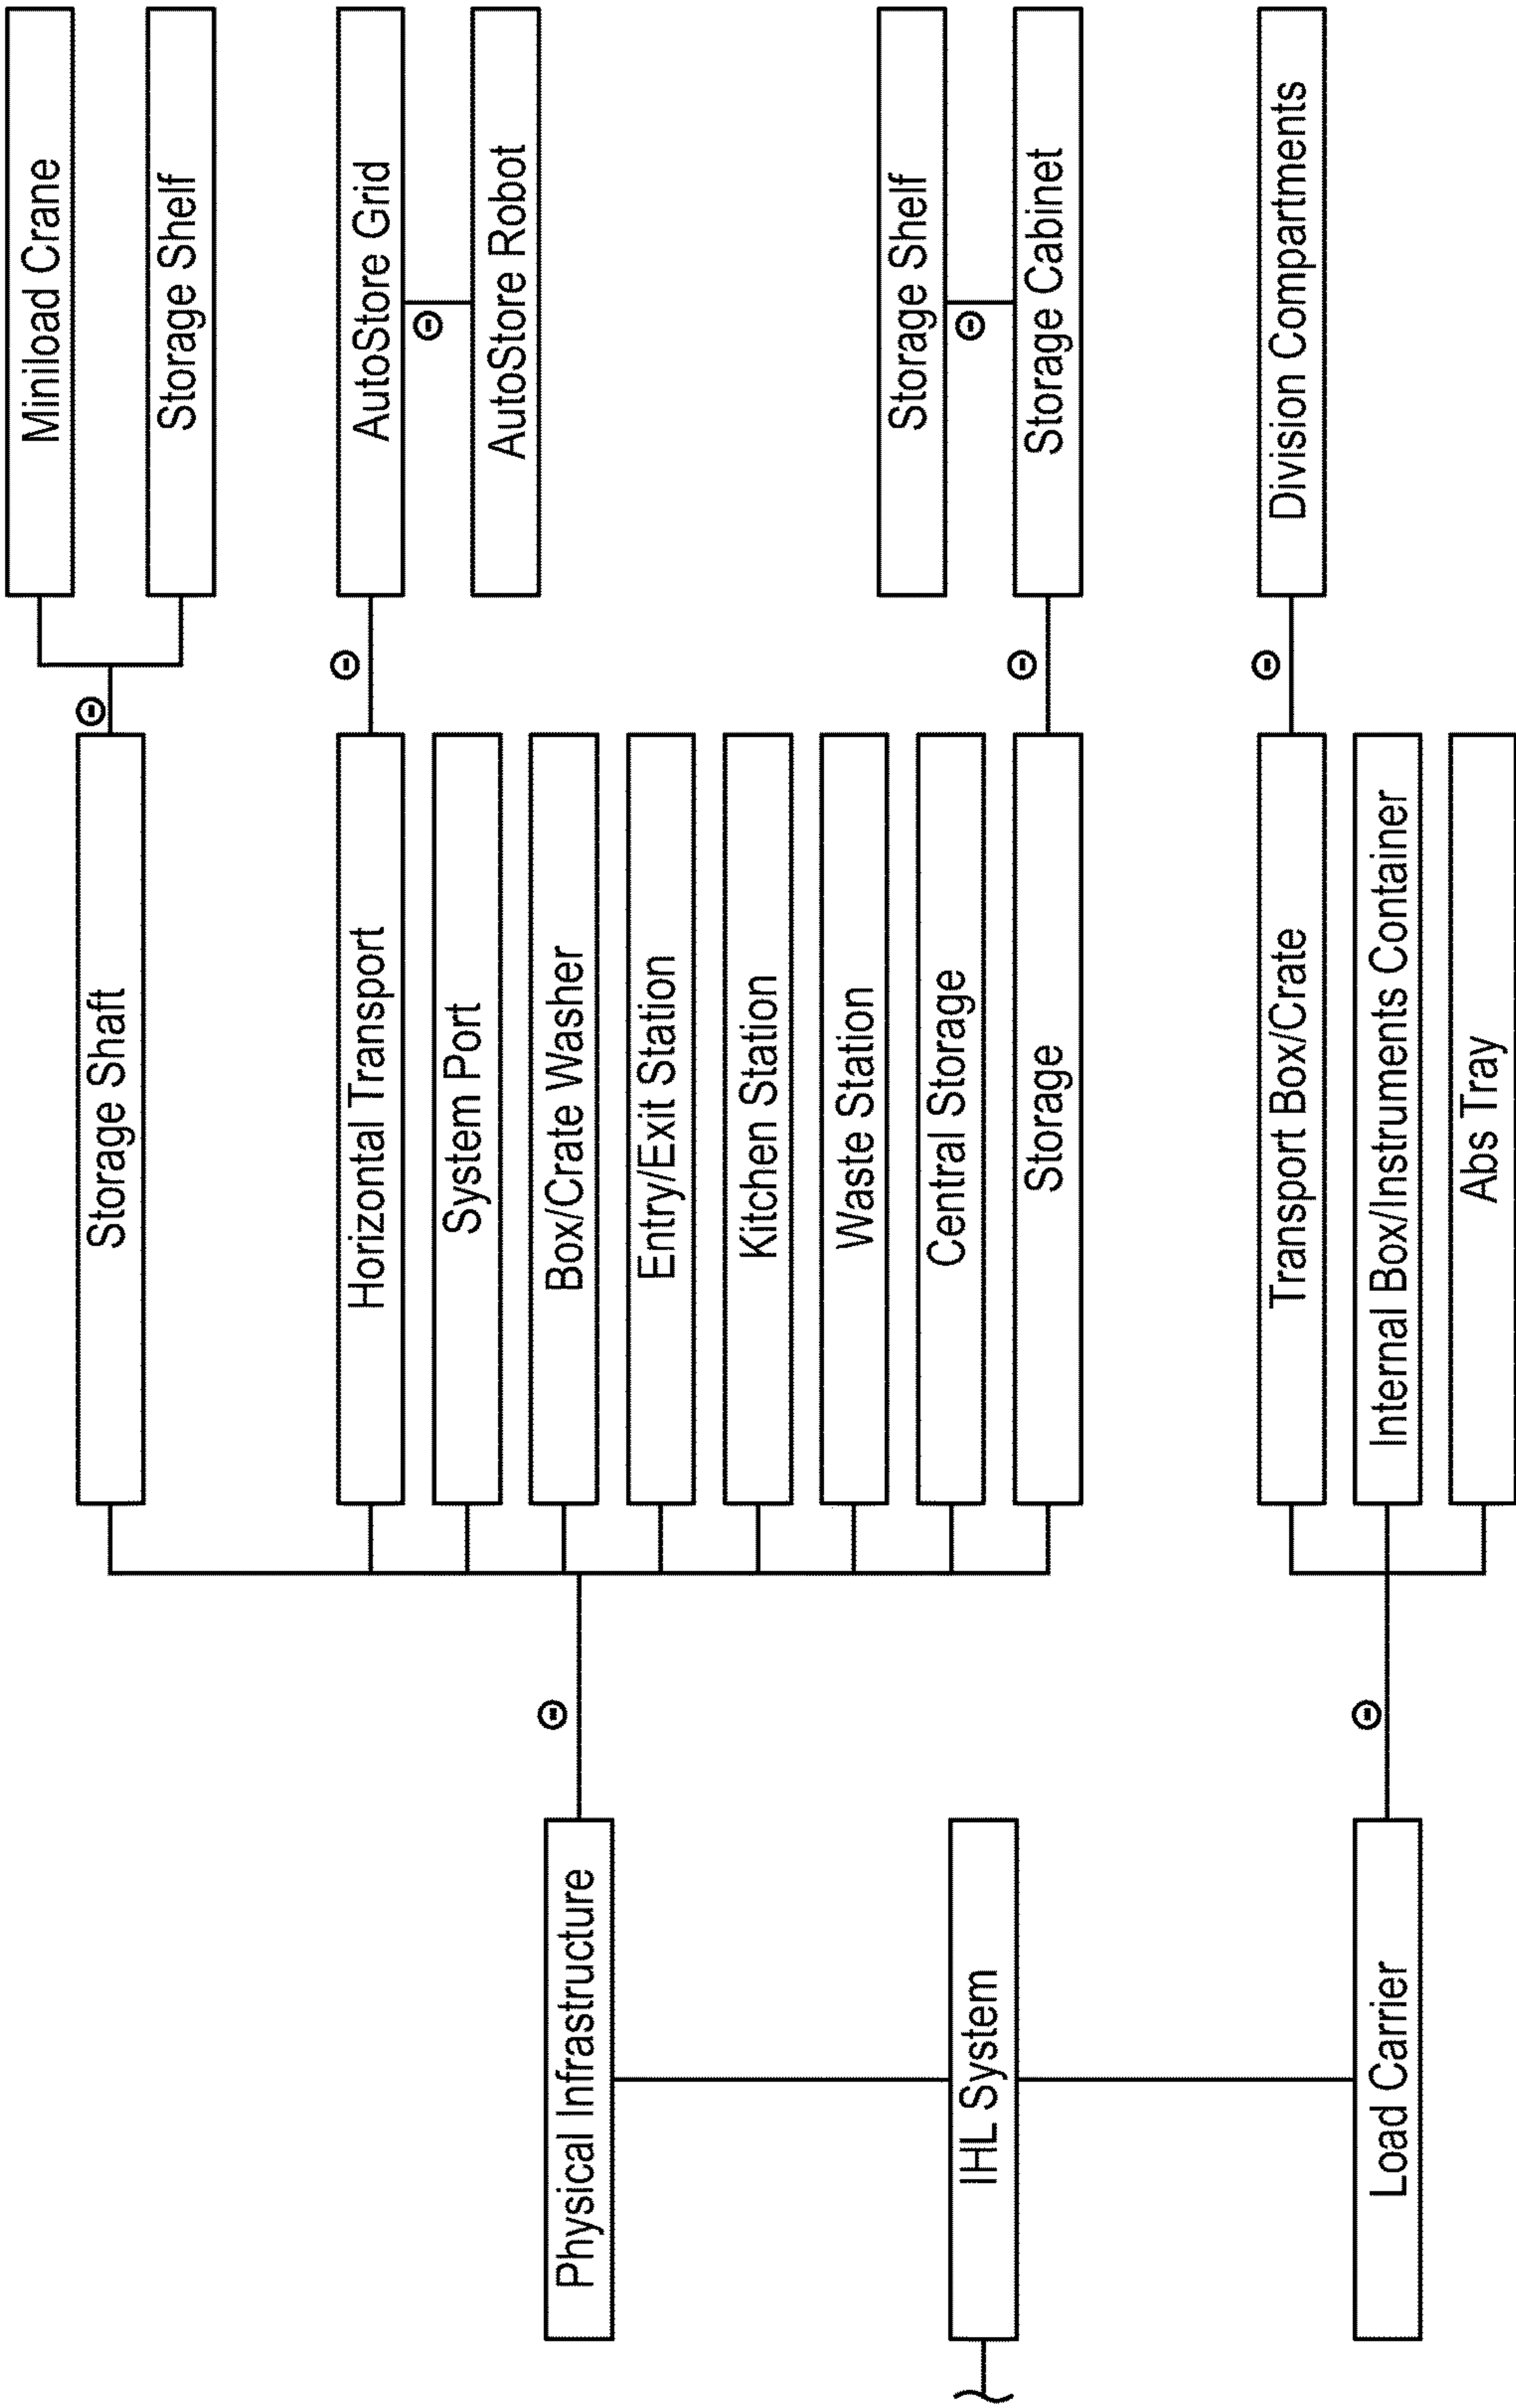 Miniload Crane
Storage Shaft
Storage Shelf
Horizontal Transport
AutoStore Grid
System Port
AutoStore Robot
Box/Crate Washer
Physical Infrastructure
Entry/Exit Station
Kitchen Station
Waste Station
Storage Shelf
Central Storage
IHL System
Storage
Storage Cabinet
Transport Box/Crate
Division Compartments
Load Carrier
Internal Box/Instruments Container
Abs Tray